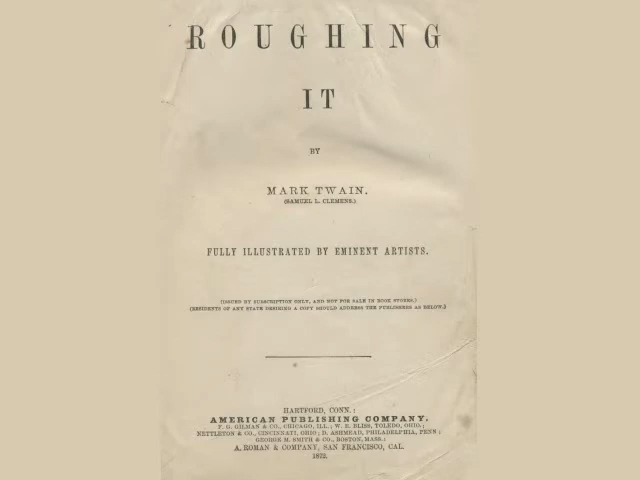 ROUGHING
IT
BY
MARK TWAIN.
(SAMUEL L. CLEMENS.)
FULLY ILLUSTRATED BY EMINENT ARTISTS.
(ISSUED BY SUBSCRIPTION ONLY, AND NOT FOR SALE IN BOOK STORES.)
(RESIDENTS OF ANY STATE DESIRING A COPY SHOULD ADDRESS THE PUBLISHERS AS BELOW.)
HARTFORD, CONN.:
AMERICAN PUBLISHING COMPANY.
F. G. GILMAN & CO., CHICAGO, ILL.; W. E. BLISS, TOLEDO, OHIO.;
NETTLETON & CO., CINCINNATI, OHIO; D. ASHMEAD, PHILADELPHIA, PENN;
GEORGE M. SMITH & CO., BOSTON, MASS.:
A. ROMAN & COMPANY, SAN FRANCISCO, CAL.
1872.